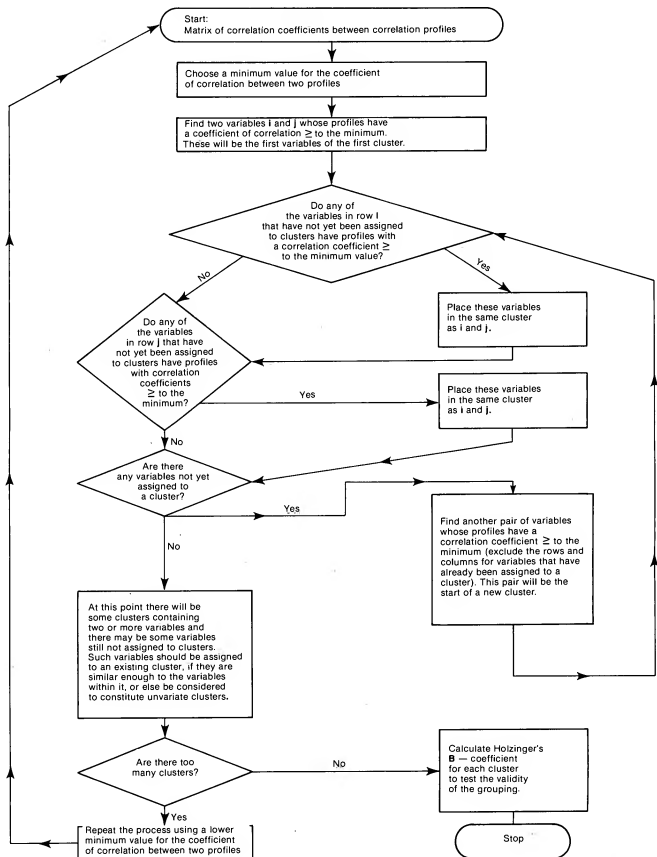 Start:
Matrix of correlation coefficients between correlation profiles
Choose a minimum value for the coefficient
of correlation between two profiles
Find two variables i and j whose profiles have
a coefficient of correlation ≥ to the minimum.
These will be the first variables of the first cluster.
Do any of
the variables in row I
that have not yet been assigned
to clusters have profiles with
a correlation coefficient ≥
to the minimum value?
No
Yes
Place these variables
in the same cluster
as i and j.
Do any of
the variables
in row j that have
not yet been assigned
to clusters have profiles
with correlation
coefficients
≥ to the
minimum?
Yes
Place these variables
in the same cluster
as i and j.
No
Are there
any variables not yet
assigned to
a cluster?
Yes
No
Find another pair of variables
whose profiles have a
correlation coefficient ≥ to the
minimum (exclude the rows and
columns for variables that have
already been assigned to a
cluster). This pair will be the
start of a new cluster.
At this point there will be
some clusters containing
two or more variables and
there may be some variables
still not assigned to clusters.
Such variables should be assigned
to an existing cluster, if they are
similar enough to the variables
within it, or else be considered
to constitute unvariate clusters.
Are there too
many clusters?
No
Calculate Holzinger's
B — coefficient
for each cluster
to test the validity
of the grouping.
Yes
Repeat the process using a lower
minimum value for the coefficient
of correlation between two profiles
Stop